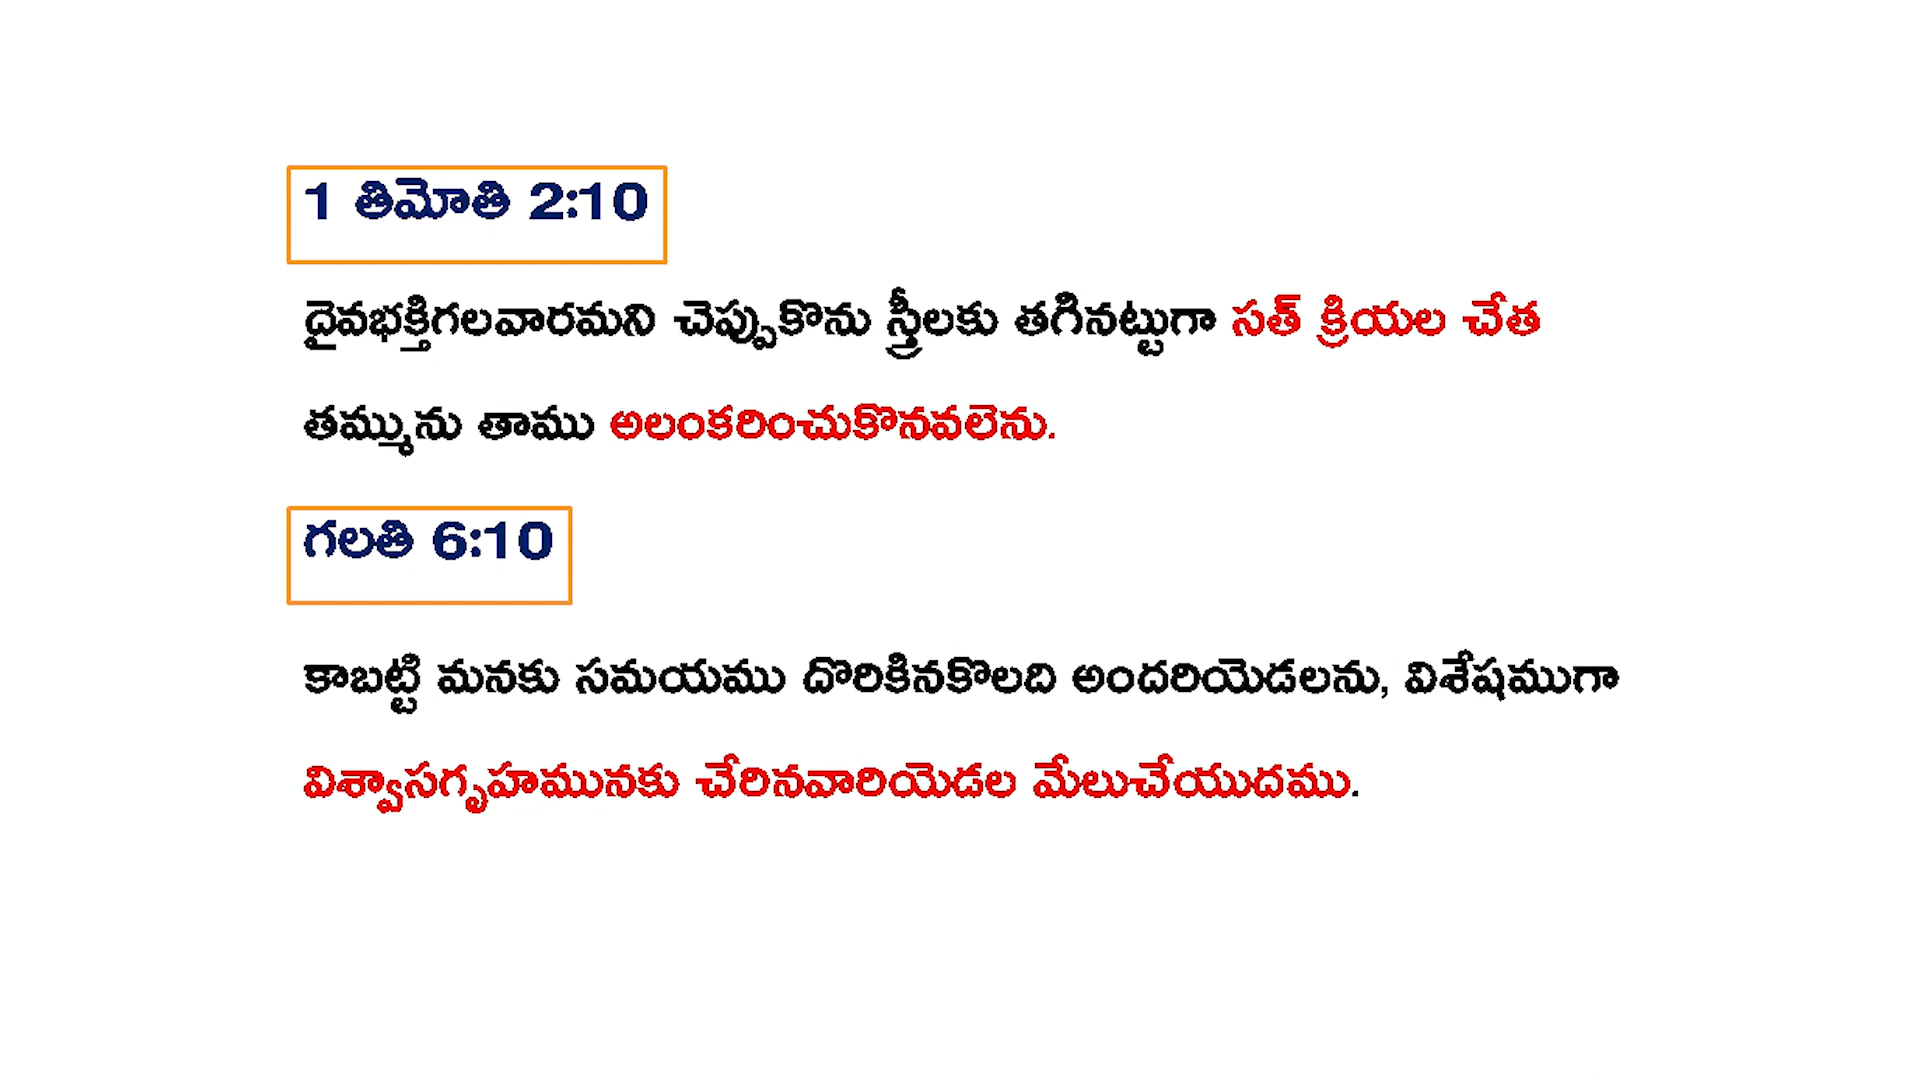 1 తిమోతి 2:10
దైవభక్తిగలవారమని చెప్పుకొను స్త్రీలకు తగినట్టుగా సత్ క్రియల చేత
తమ్మును తాము అలంకరించుకొనవలెను.
గలతి 6:10
కాబట్టి మనకు సమయము దొరికినకొలది అందరియెడలను, విశేషముగా
విశ్వాసగృహమునకు చేరినవారియెడల మేలుచేయుదము.